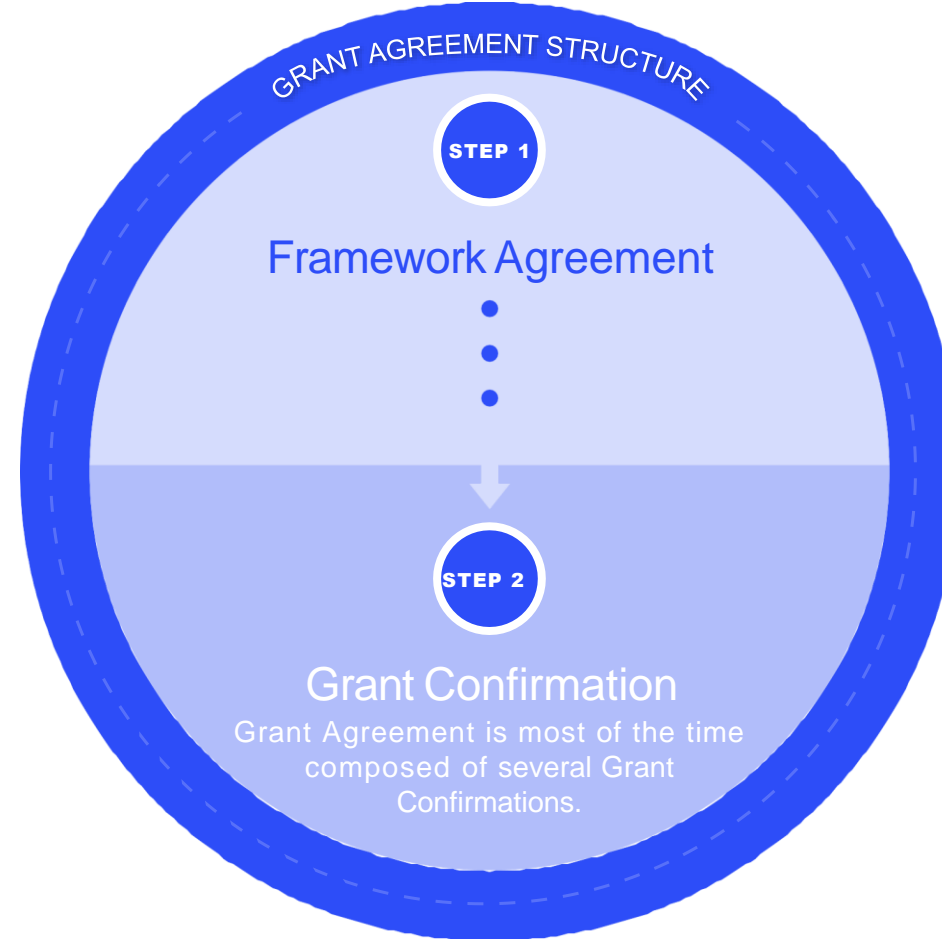 GRANT AGREEMENT STRUCTURE
STEP 1
Framework Agreement
STEP 2
Grant Confirmation
Grant Agreement is most of the time
composed of several Grant
Confirmations.